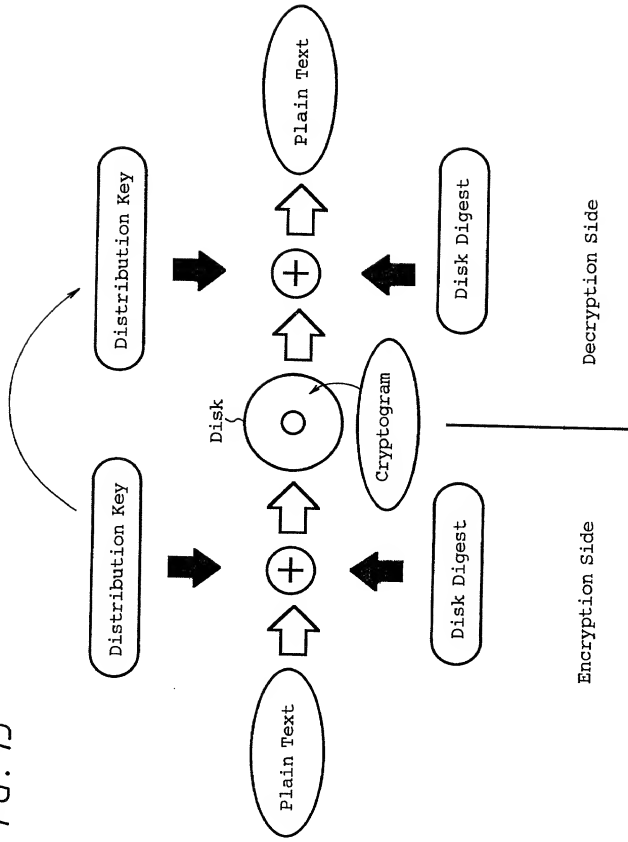 Distribution Key
Distribution Key
Disk
Plain Text
Plain Text
Cryptogram
Disk Digest
Disk Digest
Encryption Side
Decryption Side